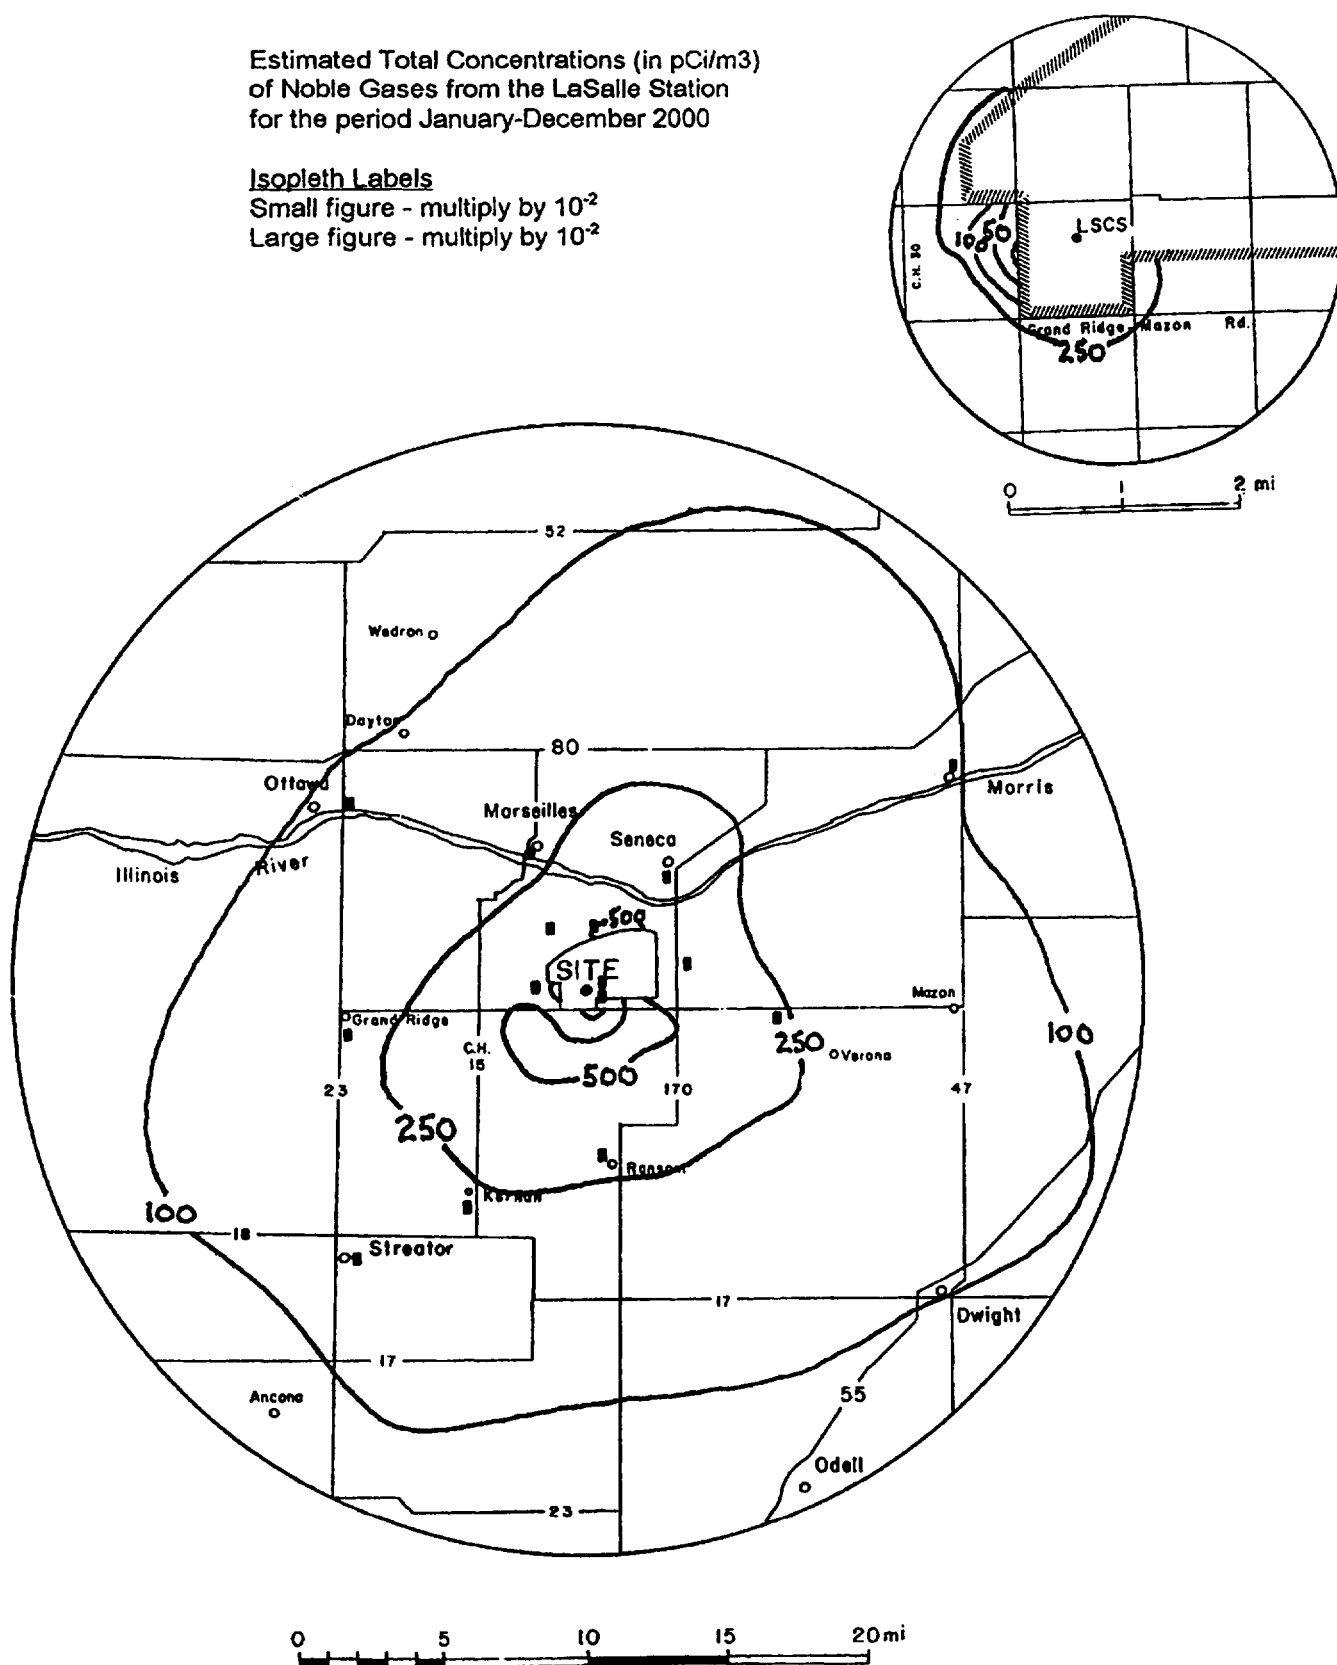 Estimated Total Concentrations (in pCi/m3)
of Noble Gases from the LaSalle Station
for the period January-December 2000
Isopleth Labels
Small figure - multiply by 10-2
Large figure - multiply by 10-2
LSCS
100
50
C.H. 30
Grand Ridge - Mazon Rd.
250
0 1 2 mi
52
Wedron
Dayton
80
Ottawa
Marseilles
Morris
Seneca
Illinois River
500
SITE
Mazon
Grand Ridge
C.H.
15
250
Verona
100
23
500
170
47
250
Ransom
Kernan
100
18
Streator
17
Dwight
17
Ancona
55
Odell
23
0 5 10 15 20 mi